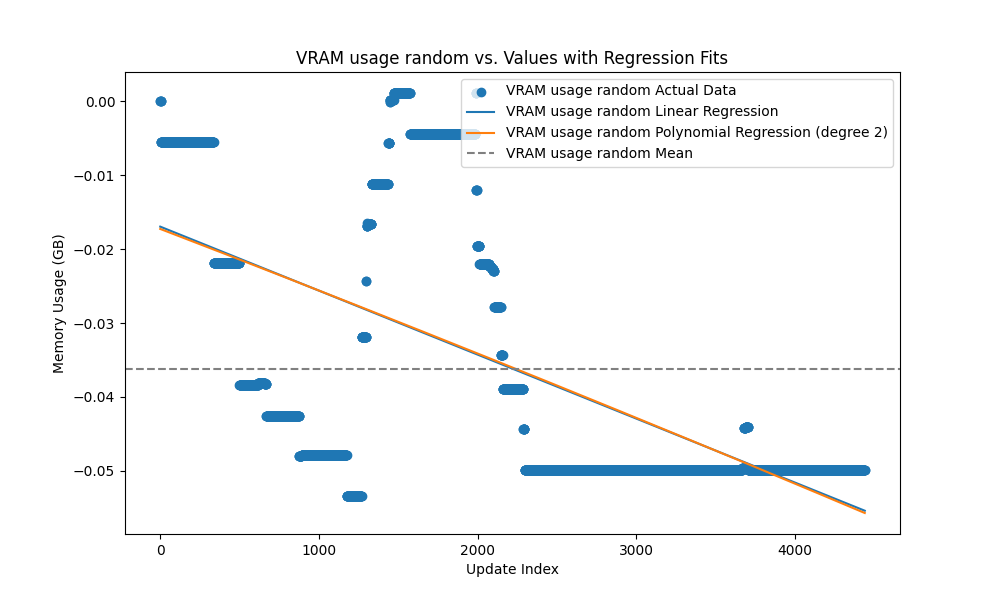 VRAM usage random vs. Values with Regression Fits
VRAM usage random Actual Data
VRAM usage random Linear Regression
VRAM usage random Polynomial Regression (degree 2)
VRAM usage random Mean
Memory Usage (GB)
0.00
−0.01
−0.02
−0.03
−0.04
−0.05
0 1000 2000 3000 4000
Update Index